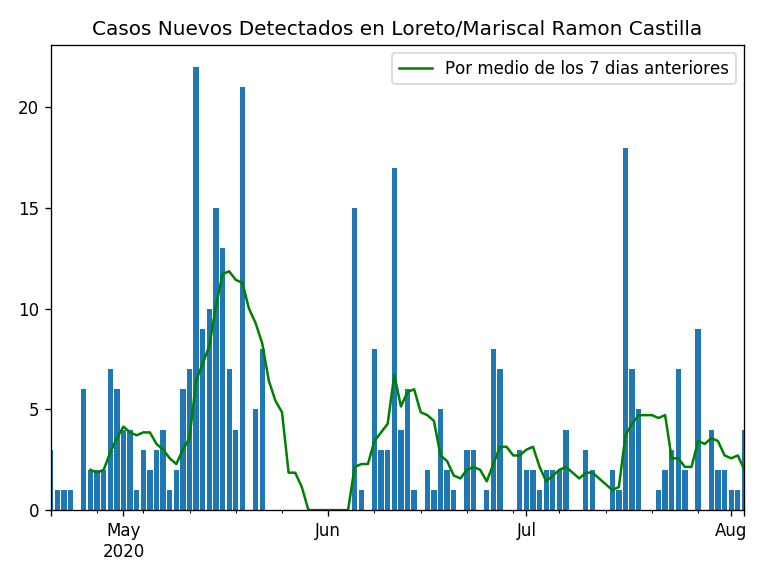 Casos Nuevos Detectados en Loreto/Mariscal Ramon Castilla
Por medio de los 7 dias anteriores
20
15
10
5
0
May Jun Jul Aug
2020